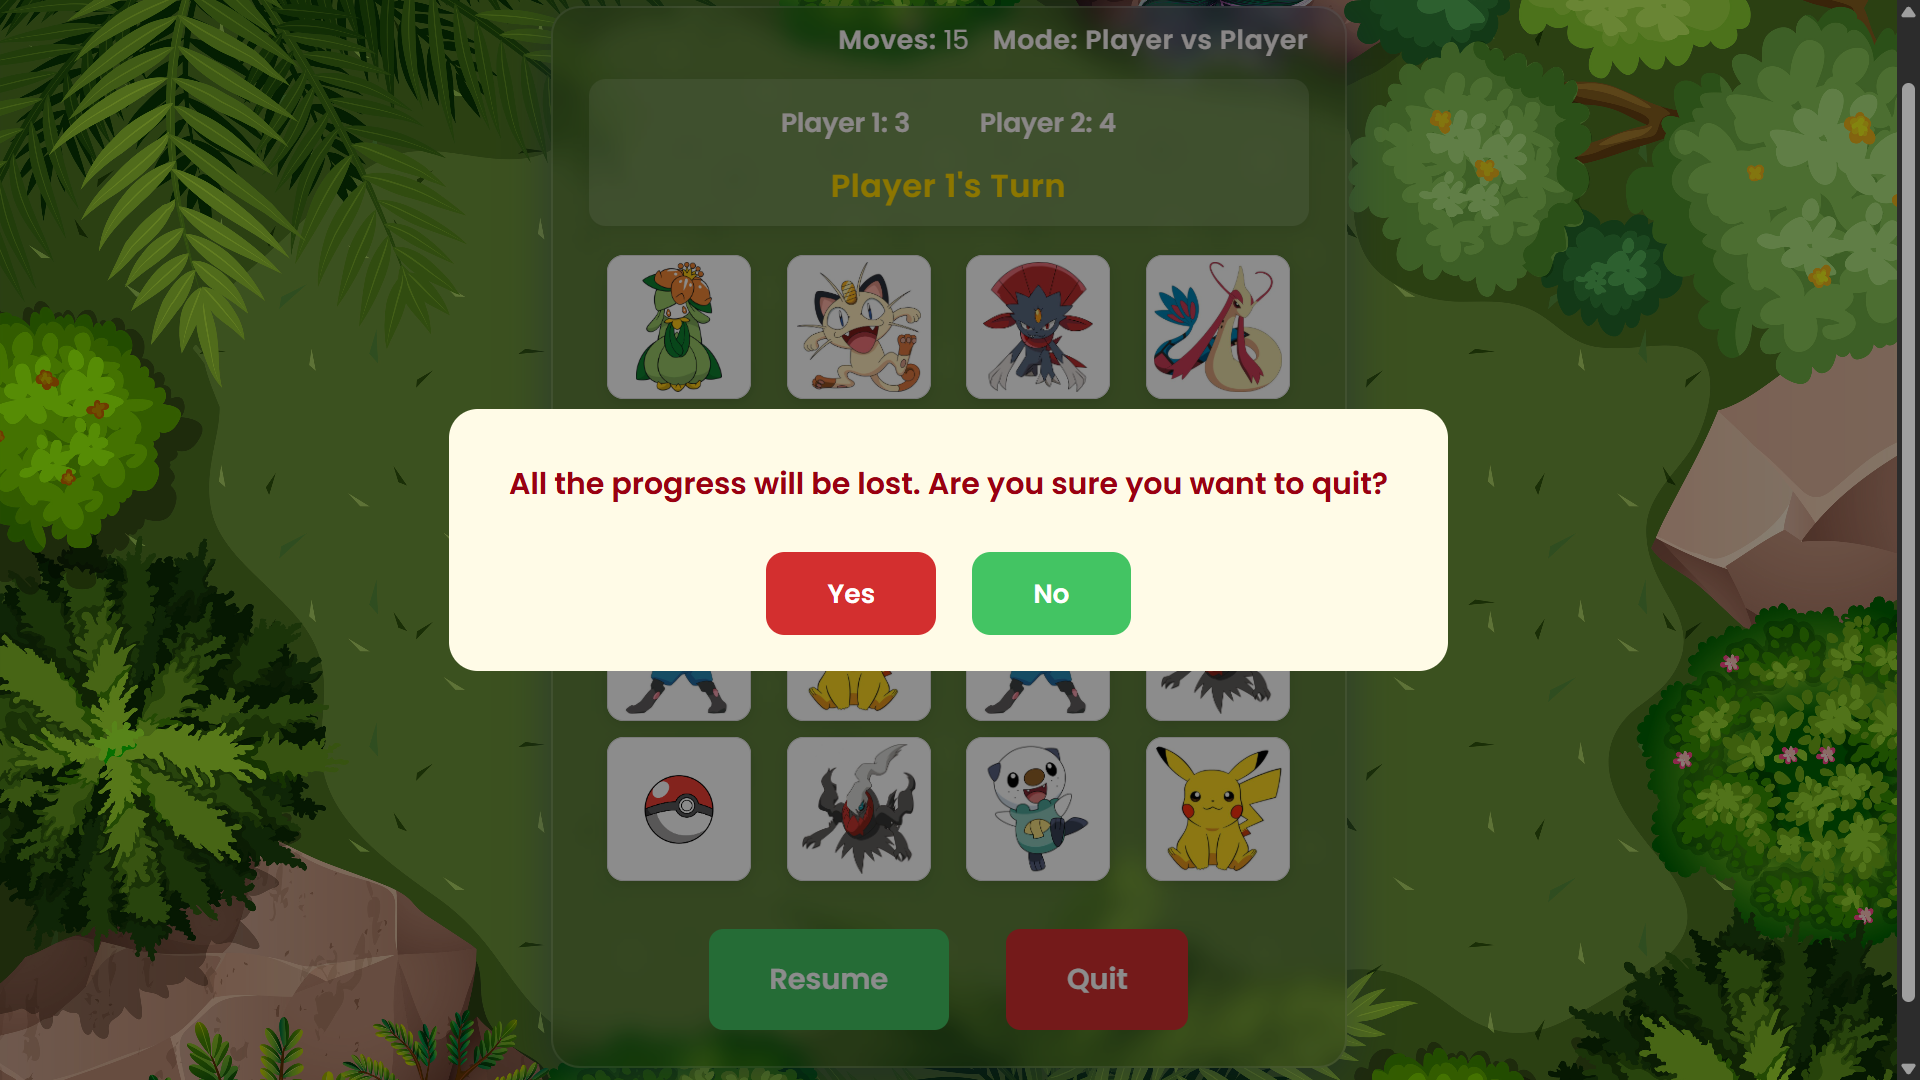 Moves: 15 Mode: Player vs Player
Player 1: 3 Player 2: 4
Player 1's Turn
All the progress will be lost. Are you sure you want to quit?
Yes No
Resume Quit